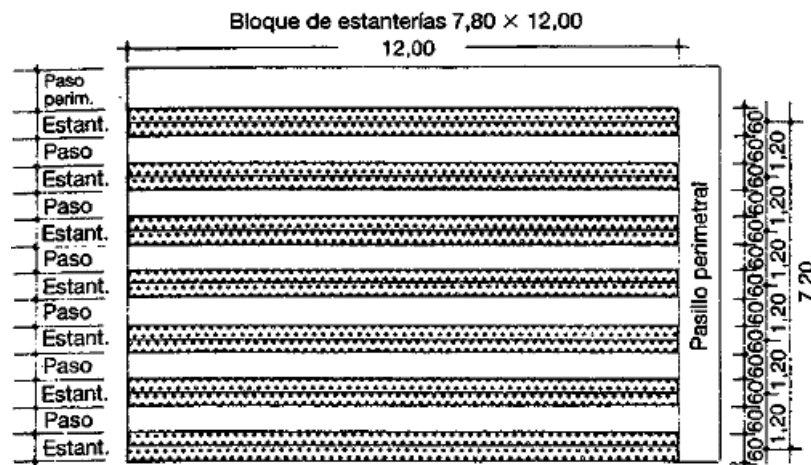 Bloque de estanterías 7,80 × 12,00
12,00
Paso
perim.
Estant.
Paso
Estant.
Paso
Estant.
Paso
Estant.
Paso
Estant.
Paso
Estant.
Paso
Estant.
Pasillo perimetral
60 60 60 60 60 60 60 60 60 60 60 60 60
1,20 1,20 1,20 1,20 1,20 1,20
7,20